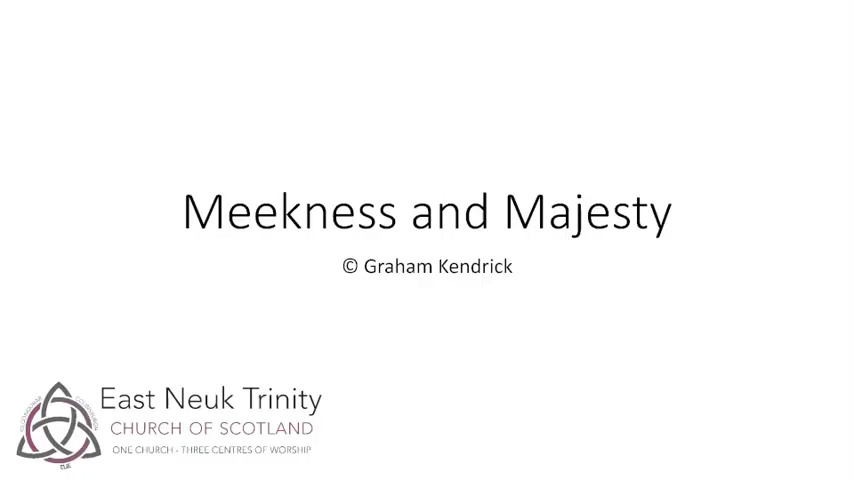 Meekness and Majesty
© Graham Kendrick
East Neuk Trinity
CHURCH OF SCOTLAND
ONE CHURCH - THREE CENTRES OF WORSHIP